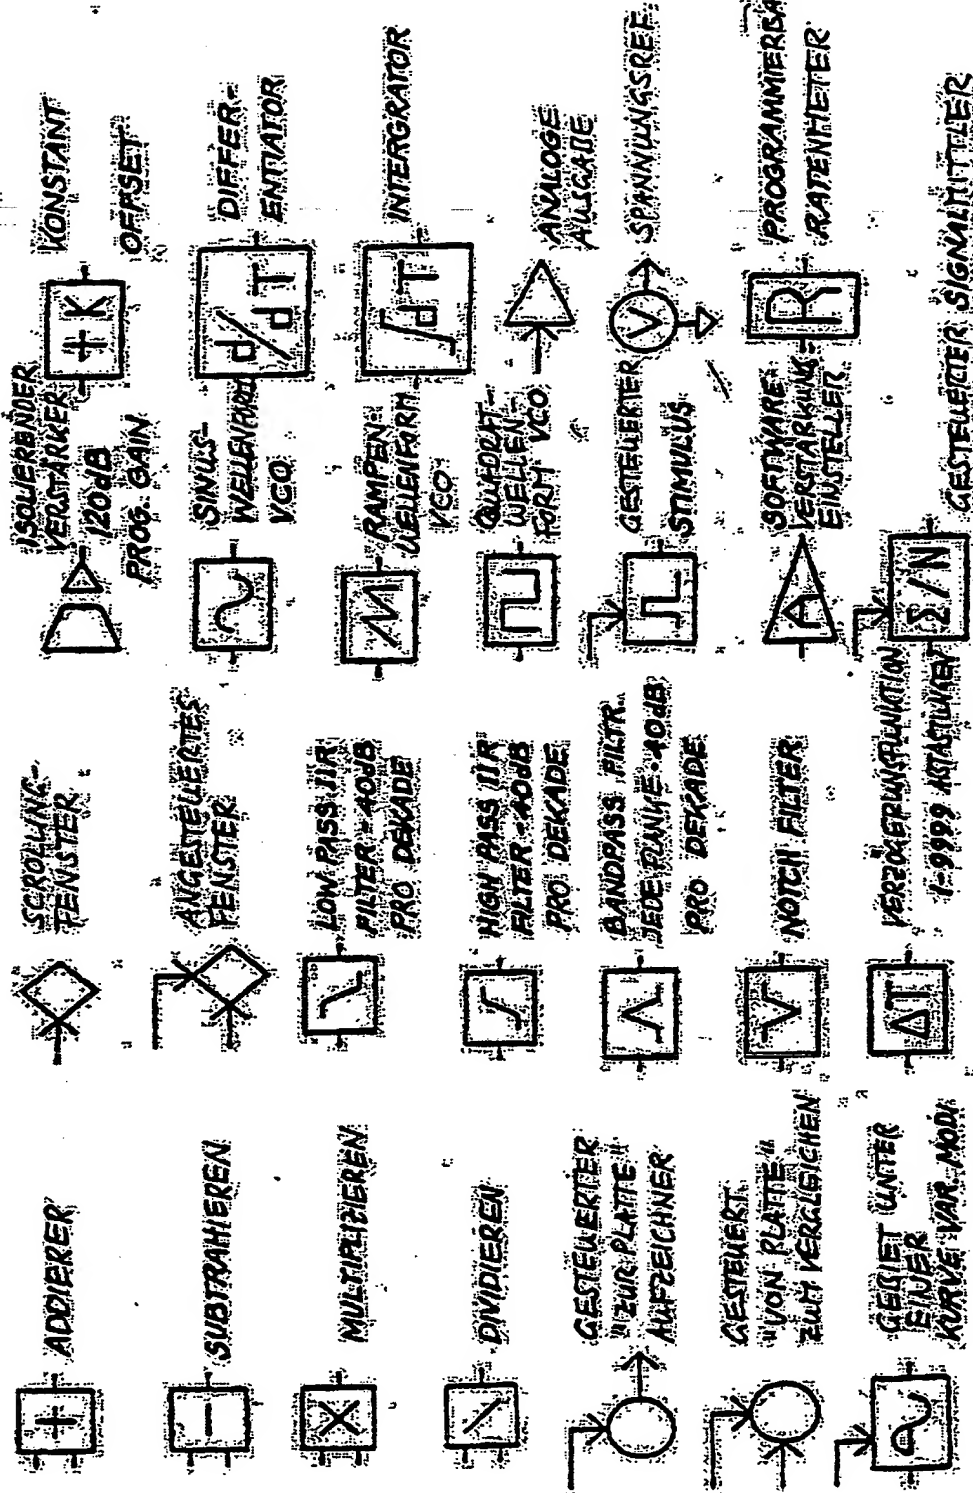 +
ADDIERER
—
SUBTRAHIEREN
X
MULTIPLIZIEREN
/
DIVIDIEREN
GESTEUERTER
"ZUR PLATTE"
AUFZEICHNER
GESTEUERT
"VON PLATTE"
ZUM VERGLEICHEN
GEBIET UNTER
EINER
KURVE VAR. MODI
SCROLLING-
FENSTER
ANGESTEUERTES
FENSTER
LOW PASS IIR
FILTER-40dB
PRO DEKADE
HIGH PASS IIR
FILTER-40dB
PRO DEKADE
BANDPASS FILTR.
JEDE FLANKE-40dB
PRO DEKADE
NOTCH FILTER
ΔT
VERZÖGERUNGSFUNKTION
1-9999 ABTASTUNGEN
ISOLIERENDER
VERSTÄRKER
120dB
PROG. GAIN
SINUS-
WELLENFORM
VCO
RAMPEN-
WELLENFORM
VCO
WELLEN-
FORM VCO
GESTEUERTER
STIMULUS
A
SOFTWARE-
VERSTÄRKUNG-
EINSTELLER
Σ/N
GESTEUERTER SIGNALMITTLER
+K
KONSTANT
OFFSET
d/dT
DIFFER-
ENTIATOR
∫dT
INTERGRATOR
ANALOGE
AUSGABE
V
SPANNUNGSREF.
R
PROGRAMMIERBA
RATENMETER